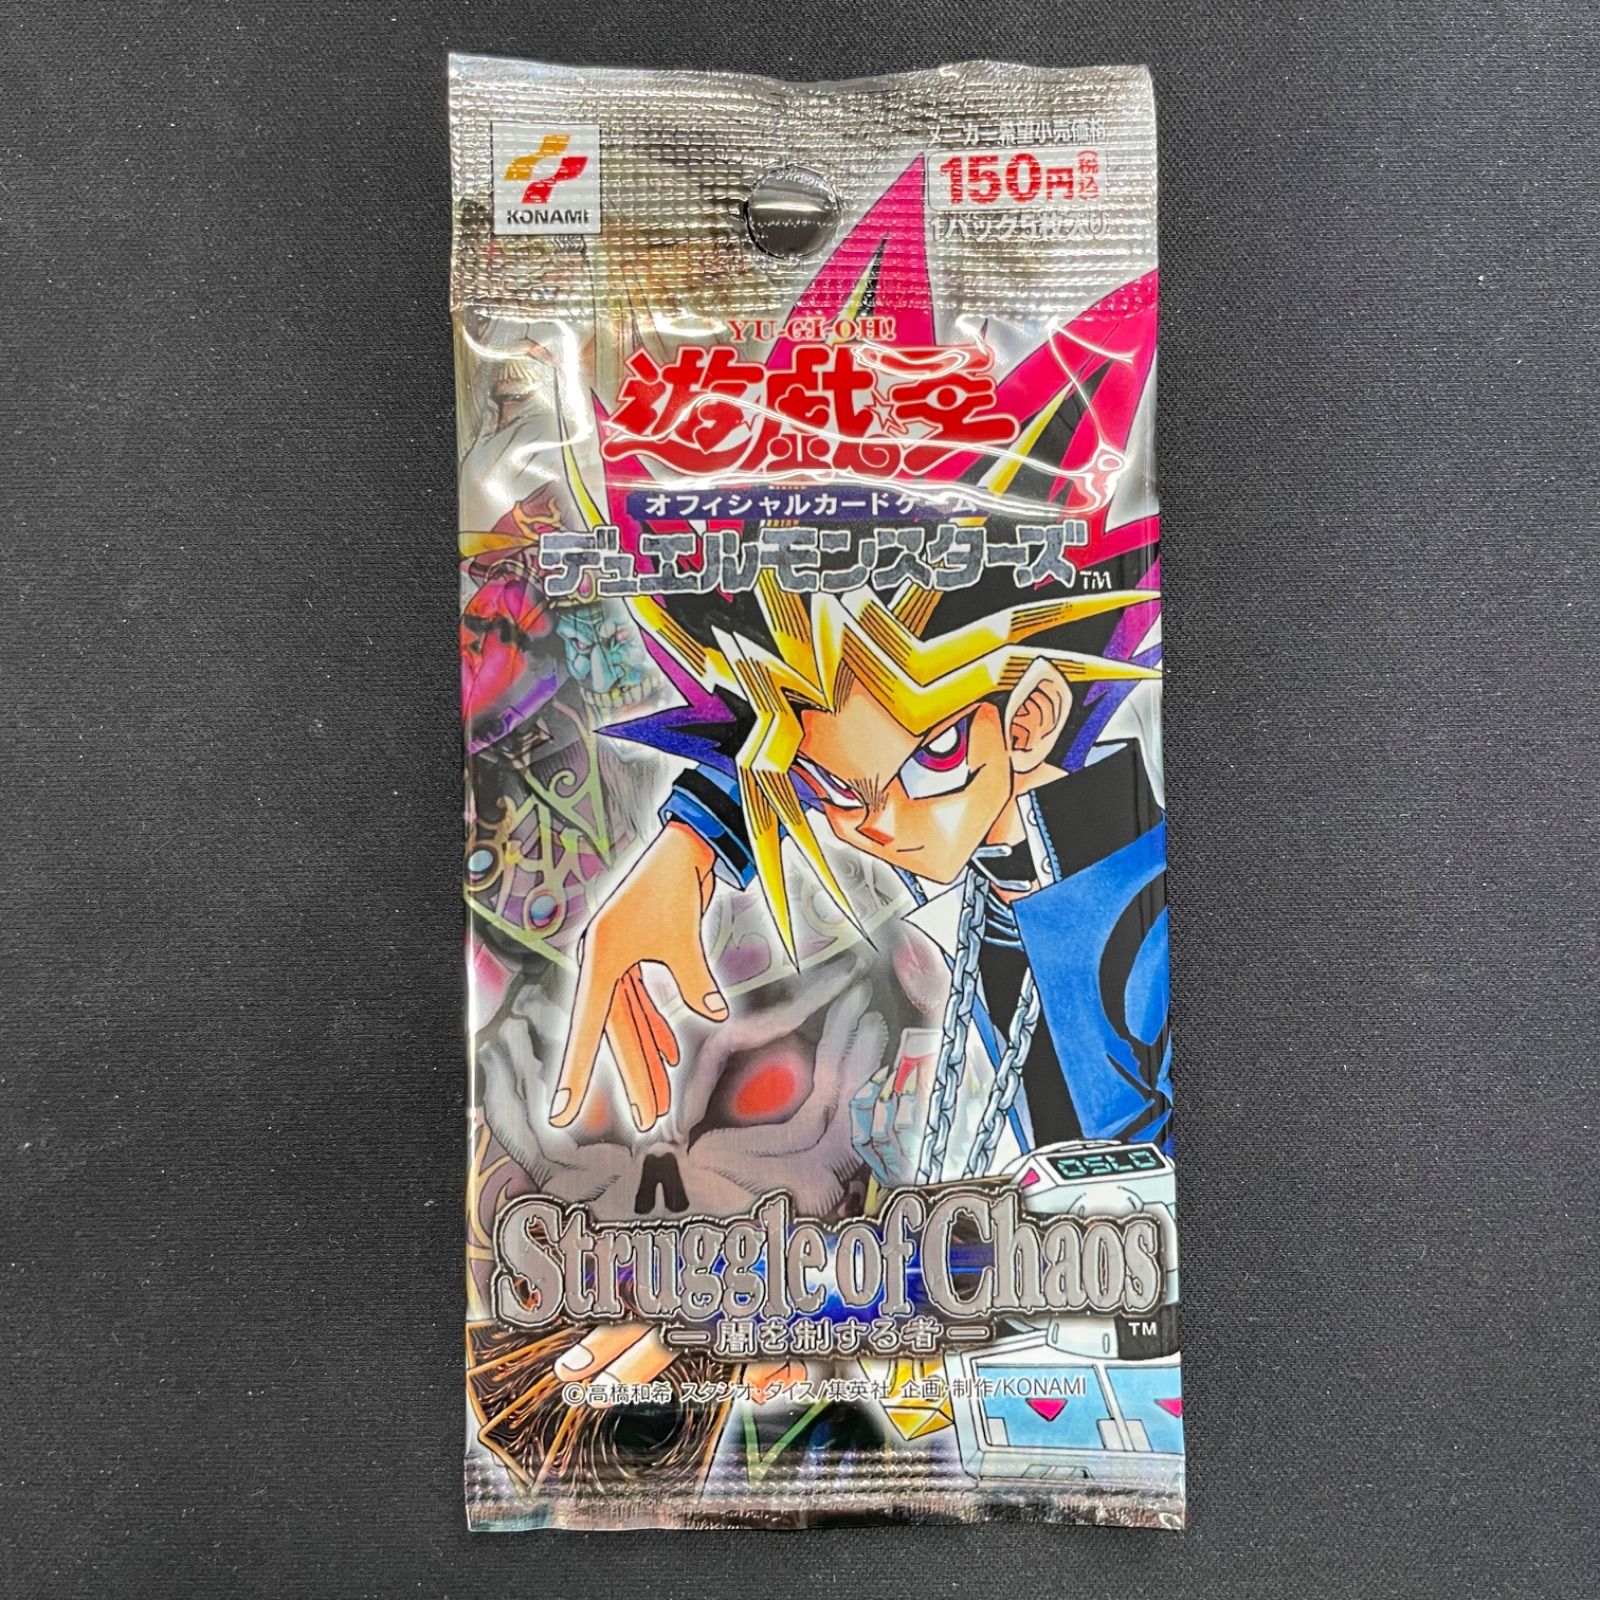 KONAMI
メーカー希望小売価格
150円(税込)
1パック5枚入り
YU-GI-OH!
遊戯王
オフィシャルカードゲーム
デュエルモンスターズ™
OSLO
Struggle of Chaos
―闇を制する者―
TM
©高橋和希 スタジオ・ダイス/集英社 企画・制作/KONAMI